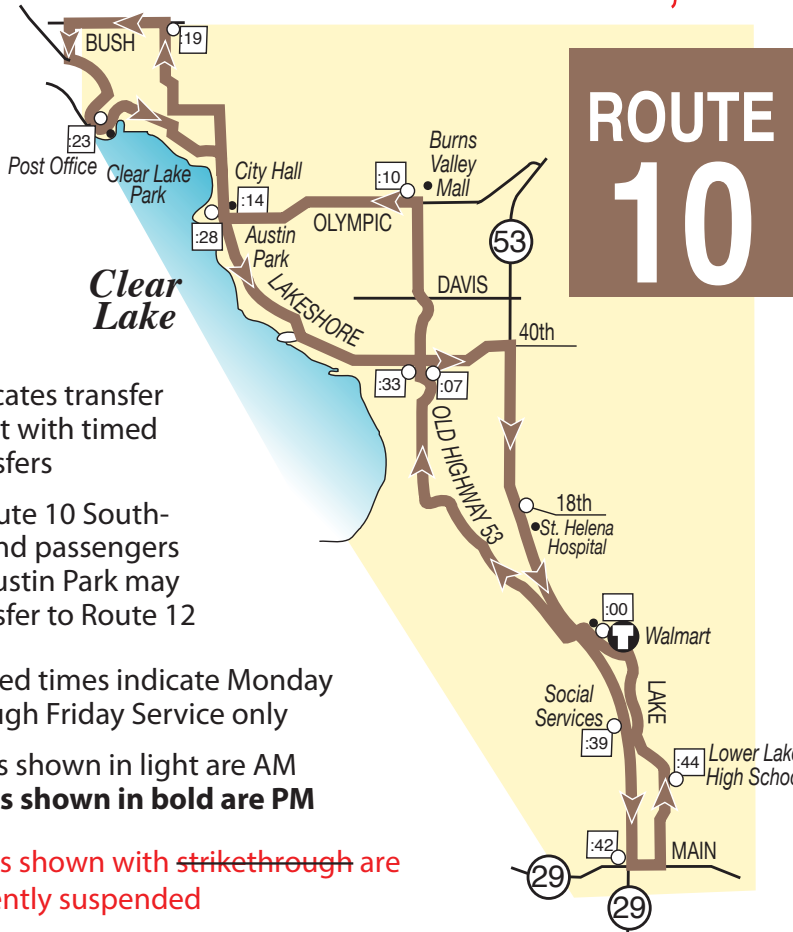 BUSH
:19
ROUTE
10
:23
Post Office
Clear Lake
Park
City Hall
:14
:10
Burns
Valley
Mall
OLYMPIC
:28
Austin
Park
53
Clear
Lake
LAKESHORE
DAVIS
40th
:33
:07
OLD HIGHWAY 53
cates transfer
t with timed
sfers
ute 10 South-
nd passengers
ustin Park may
sfer to Route 12
18th
St. Helena
Hospital
:00
T
Walmart
ed times indicate Monday
ugh Friday Service only
Social
Services
LAKE
:39
:44
Lower Lake
High Schoo
s shown in light are AM
s shown in bold are PM
:42
MAIN
s shown with strikethrough are
ently suspended
29
29